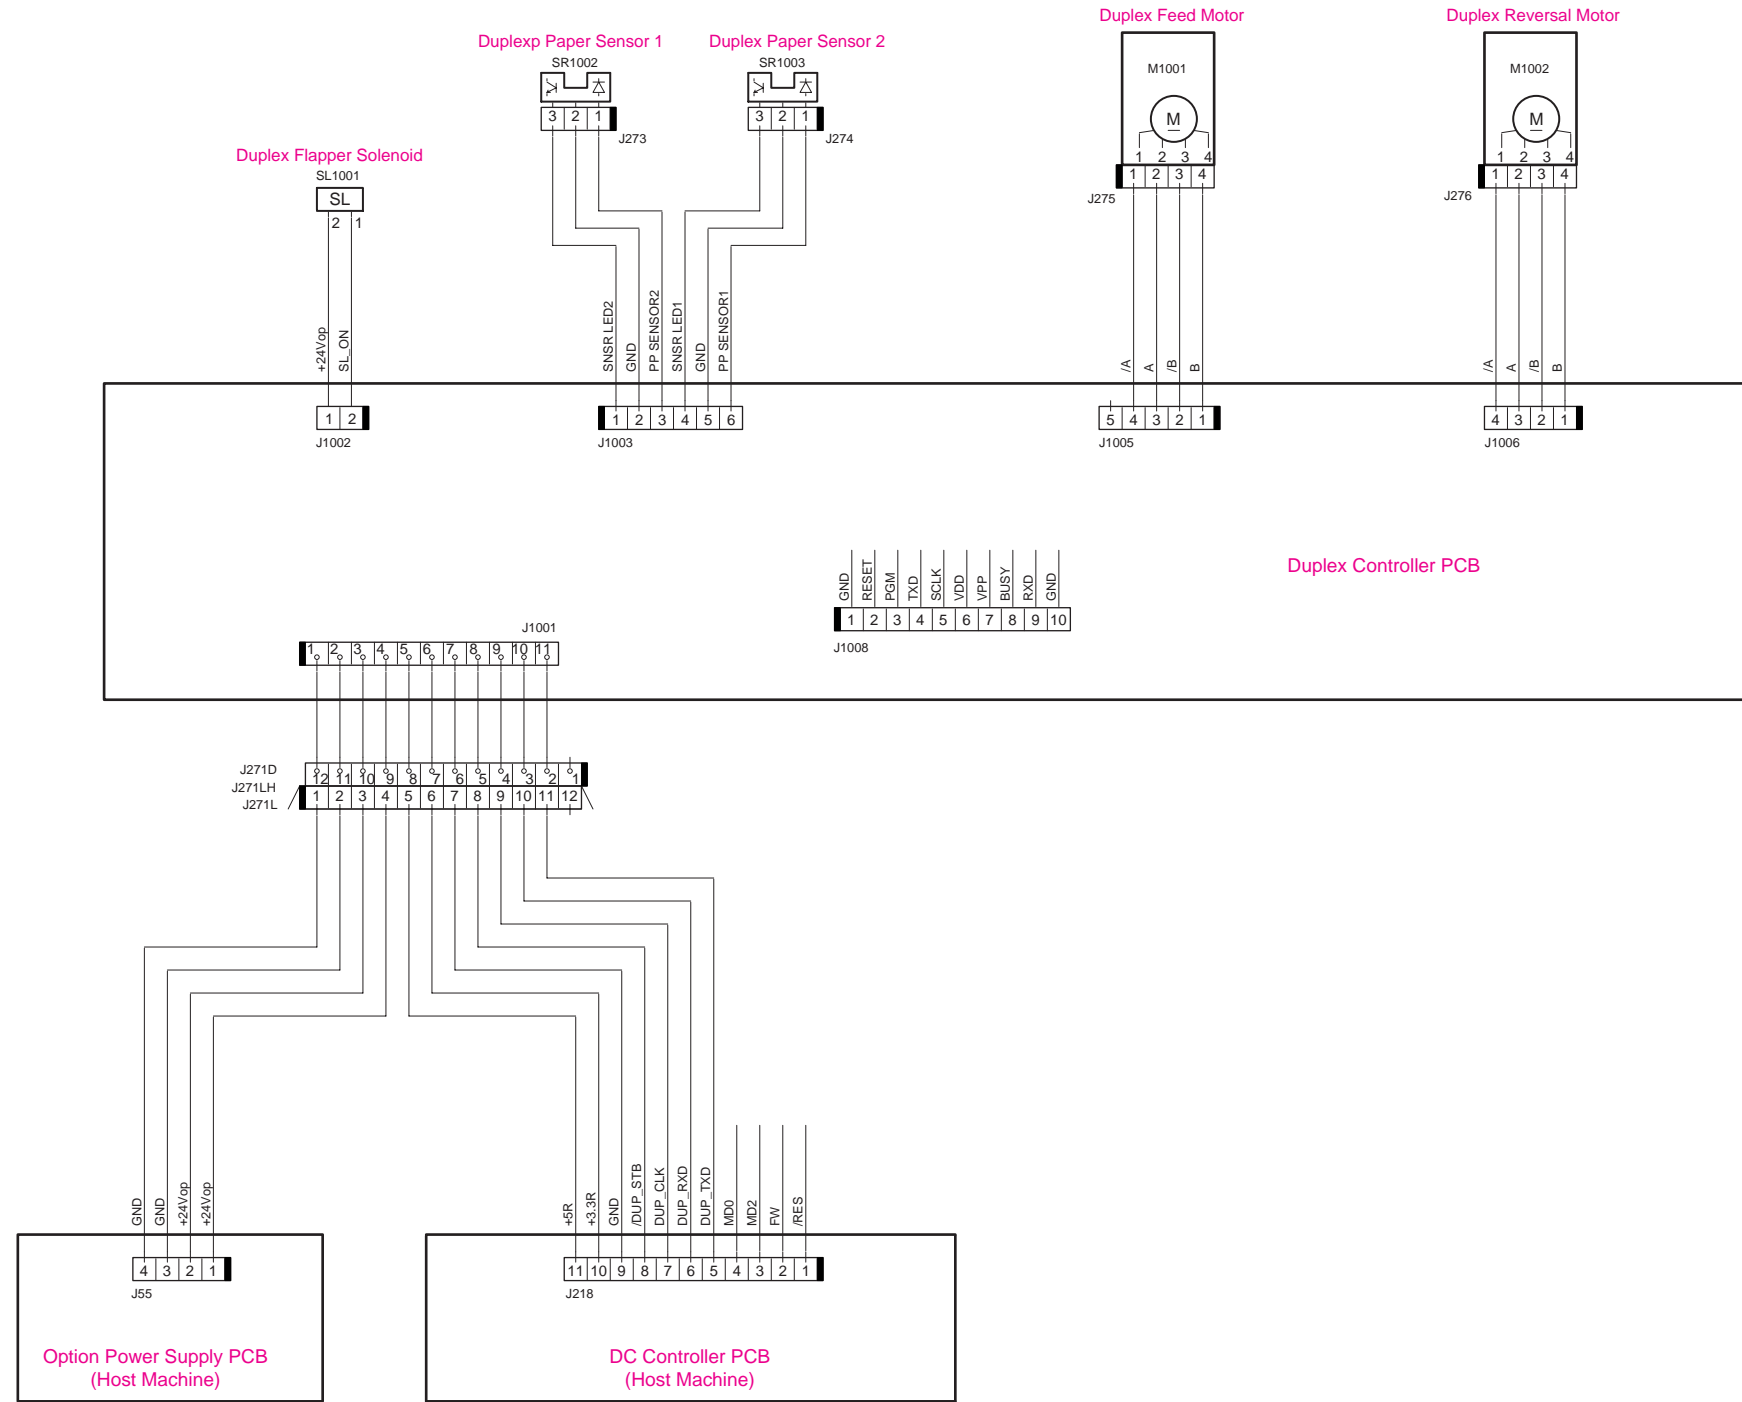 Duplex Feed Motor
Duplex Reversal Motor
Duplexp Paper Sensor 1
Duplex Paper Sensor 2
SR1002
SR1003
M1001
M1002
3 2 1
J273
3 2 1
J274
M
M
1 2 3 4
1 2 3 4
1 2 3 4
J275
1 2 3 4
J276
Duplex Flapper Solenoid
SL1001
SL
2 1
+24Vop
SL_ON
SNSR LED2
GND
PP SENSOR2
SNSR LED1
GND
PP SENSOR1
/A
A
/B
B
/A
A
/B
B
1 2
J1002
1 2 3 4 5 6
J1003
5 4 3 2 1
J1005
4 3 2 1
J1006
Duplex Controller PCB
GND
RESET
PGM
TXD
SCLK
VDD
VPP
BUSY
RXD
GND
1 2 3 4 5 6 7 8 9 10
J1008
J1001
1 2 3 4 5 6 7 8 9 10 11
J271D
12 11 10 9 8 7 6 5 4 3 2 1
J271LH
J271L
1 2 3 4 5 6 7 8 9 10 11 12
GND
GND
+24Vop
+24Vop
+5R
+3.3R
GND
/DUP_STB
DUP_CLK
DUP_RXD
DUP_TXD
MD0
MD2
FW
/RES
4 3 2 1
J55
11 10 9 8 7 6 5 4 3 2 1
J218
Option Power Supply PCB
(Host Machine)
DC Controller PCB
(Host Machine)